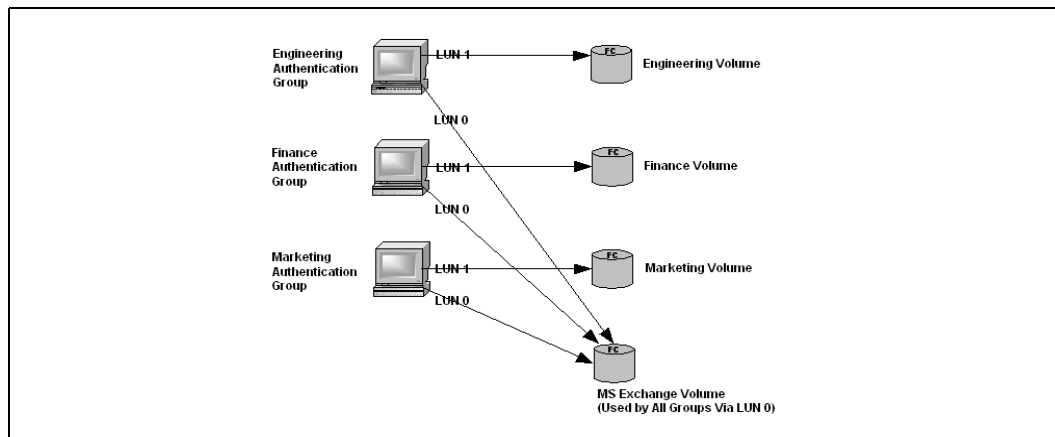 Engineering
Authentication
Group
LUN 1
FC
Engineering Volume
LUN 0
Finance
Authentication
Group
LUN 1
FC
Finance Volume
LUN 0
Marketing
Authentication
Group
LUN 1
FC
Marketing Volume
LUN 0
FC
MS Exchange Volume
(Used by All Groups Via LUN 0)